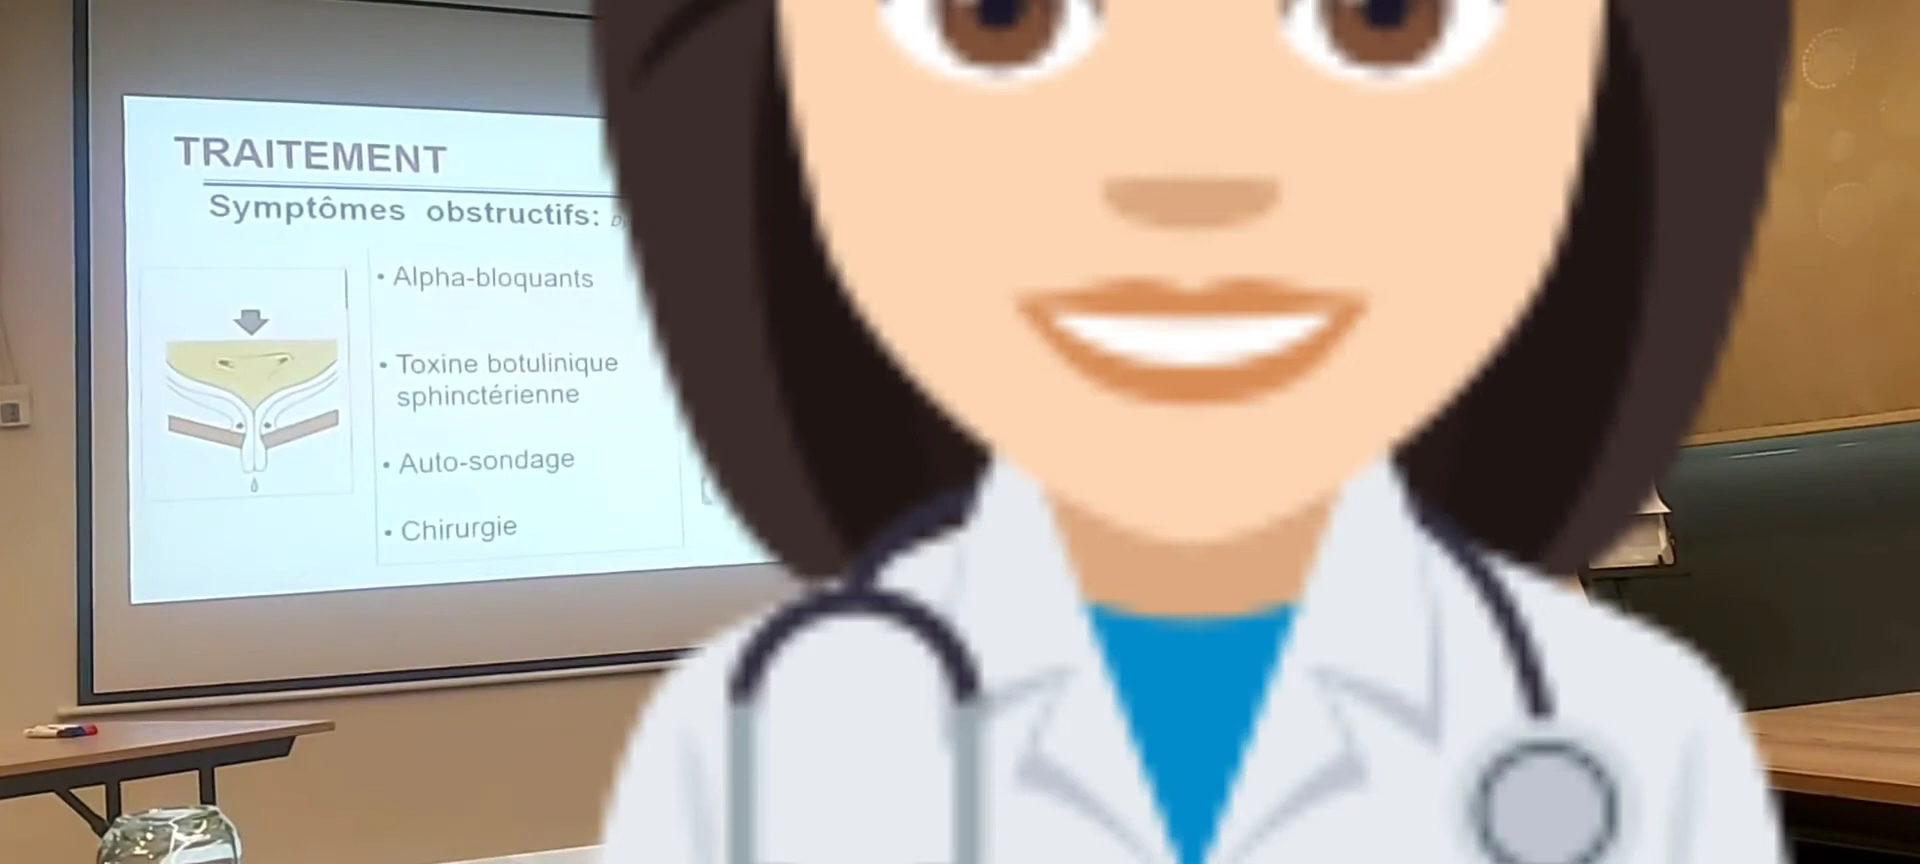 TRAITEMENT
Symptômes obstructifs:
• Alpha-bloquants
• Toxine botulinique
sphinctérienne
• Auto-sondage
• Chirurgie